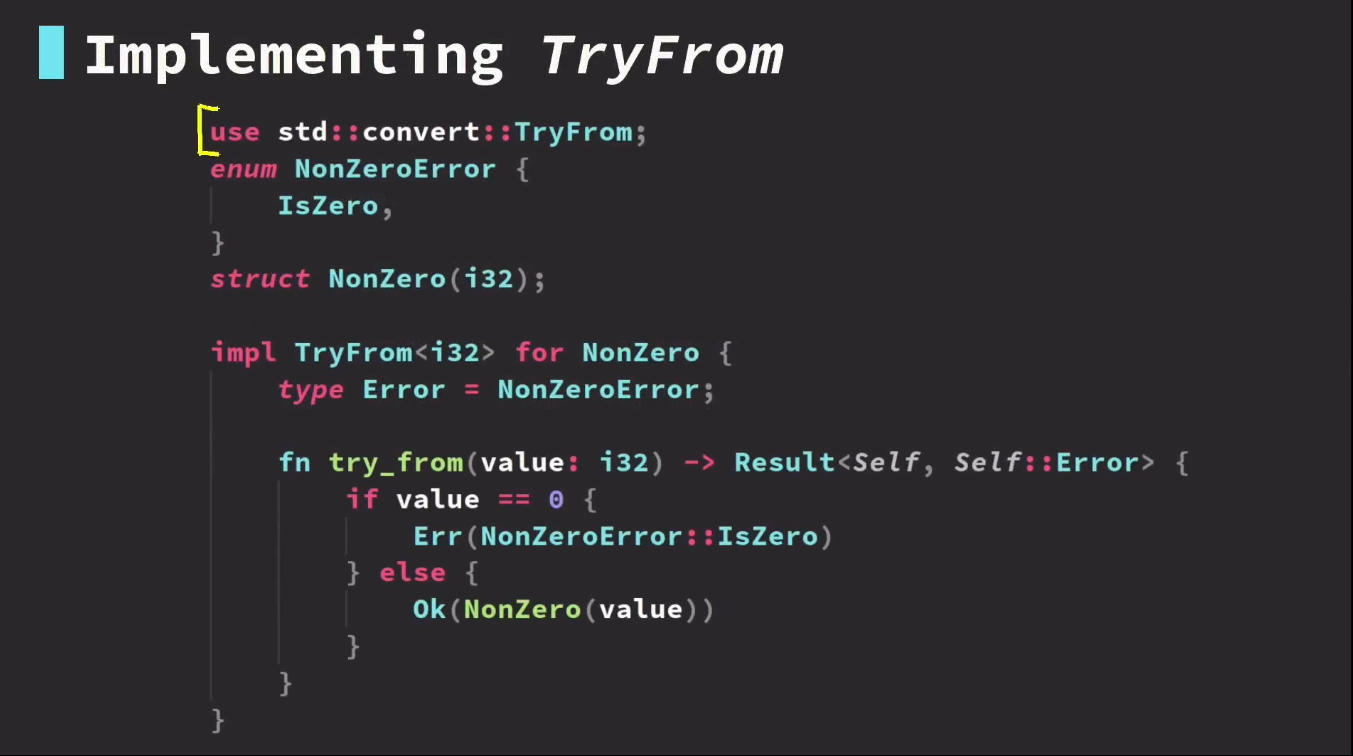 Implementing TryFrom
use std::convert::TryFrom;
enum NonZeroError {
    IsZero,
}
struct NonZero(i32);
impl TryFrom<i32> for NonZero {
    type Error = NonZeroError;
    fn try_from(value: i32) -> Result<Self, Self::Error> {
        if value == 0 {
            Err(NonZeroError::IsZero)
        } else {
            Ok(NonZero(value))
        }
    }
}